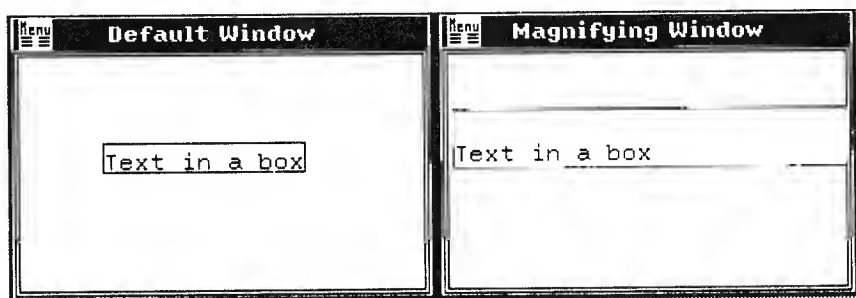 Menu Default Window
Text in a box
Menu Magnifying Window
Text in a box